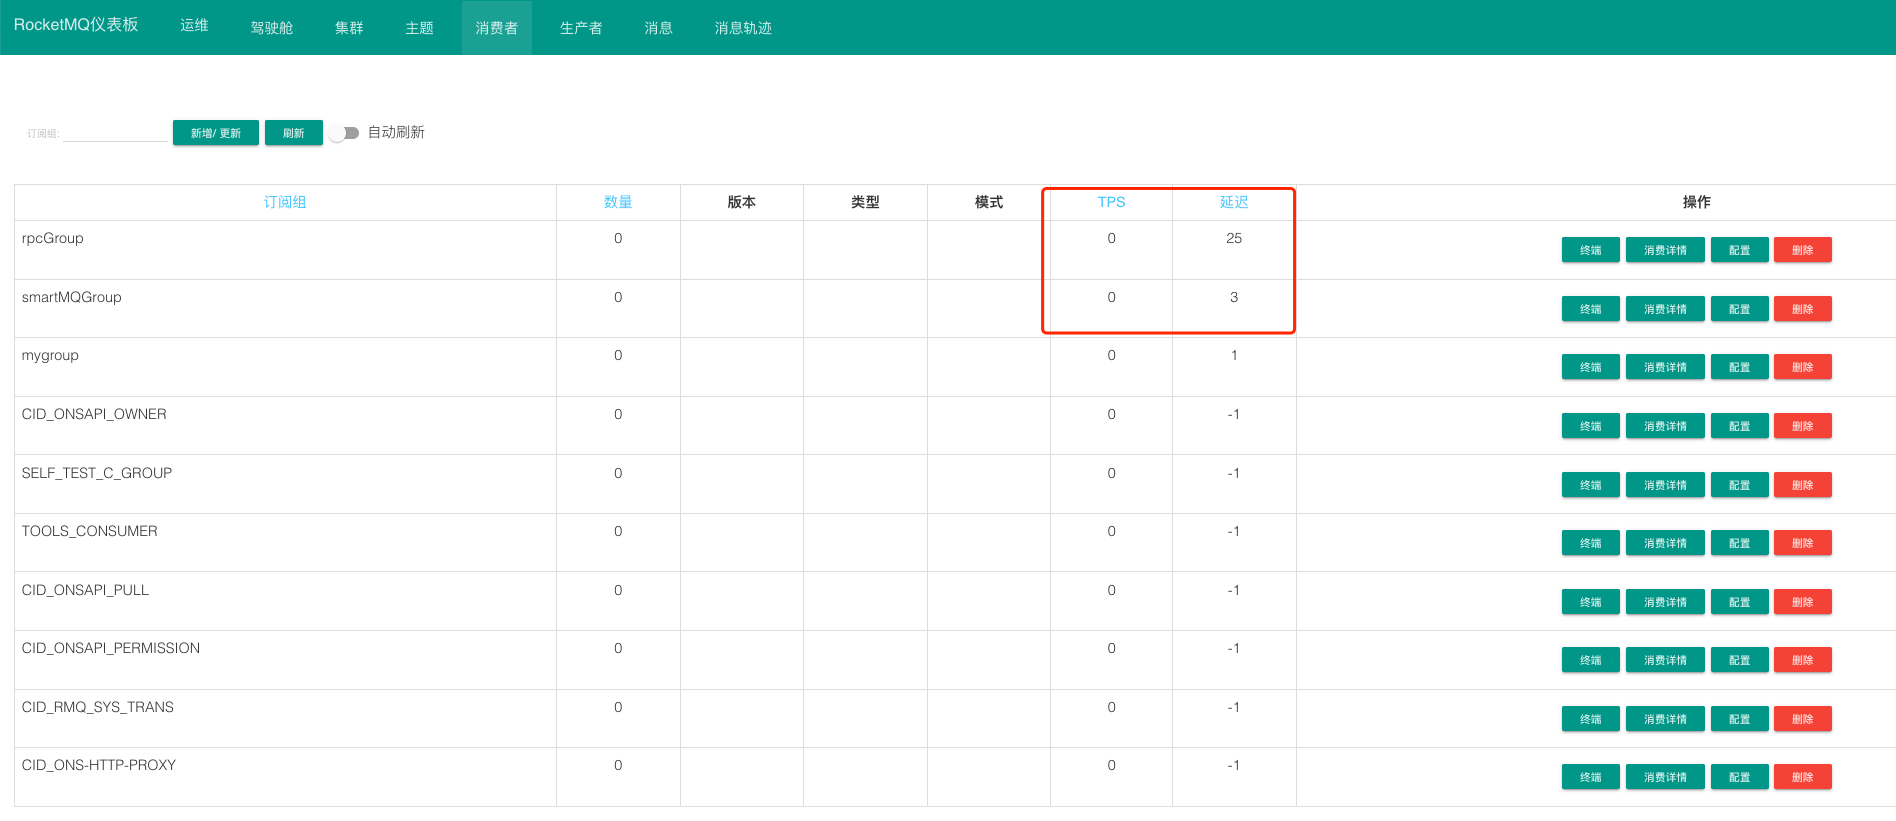 RocketMQ仪表板 运维 驾驶舱 集群 主题 消费者 生产者 消息 消息轨迹
订阅组: 新增/ 更新 刷新 自动刷新
订阅组 数量 版本 类型 模式 TPS 延迟 操作
rpcGroup 0 0 25 终端 消费详情 配置 删除
smartMQGroup 0 0 3 终端 消费详情 配置 删除
mygroup 0 0 1 终端 消费详情 配置 删除
CID_ONSAPI_OWNER 0 0 -1 终端 消费详情 配置 删除
SELF_TEST_C_GROUP 0 0 -1 终端 消费详情 配置 删除
TOOLS_CONSUMER 0 0 -1 终端 消费详情 配置 删除
CID_ONSAPI_PULL 0 0 -1 终端 消费详情 配置 删除
CID_ONSAPI_PERMISSION 0 0 -1 终端 消费详情 配置 删除
CID_RMQ_SYS_TRANS 0 0 -1 终端 消费详情 配置 删除
CID_ONS-HTTP-PROXY 0 0 -1 终端 消费详情 配置 删除